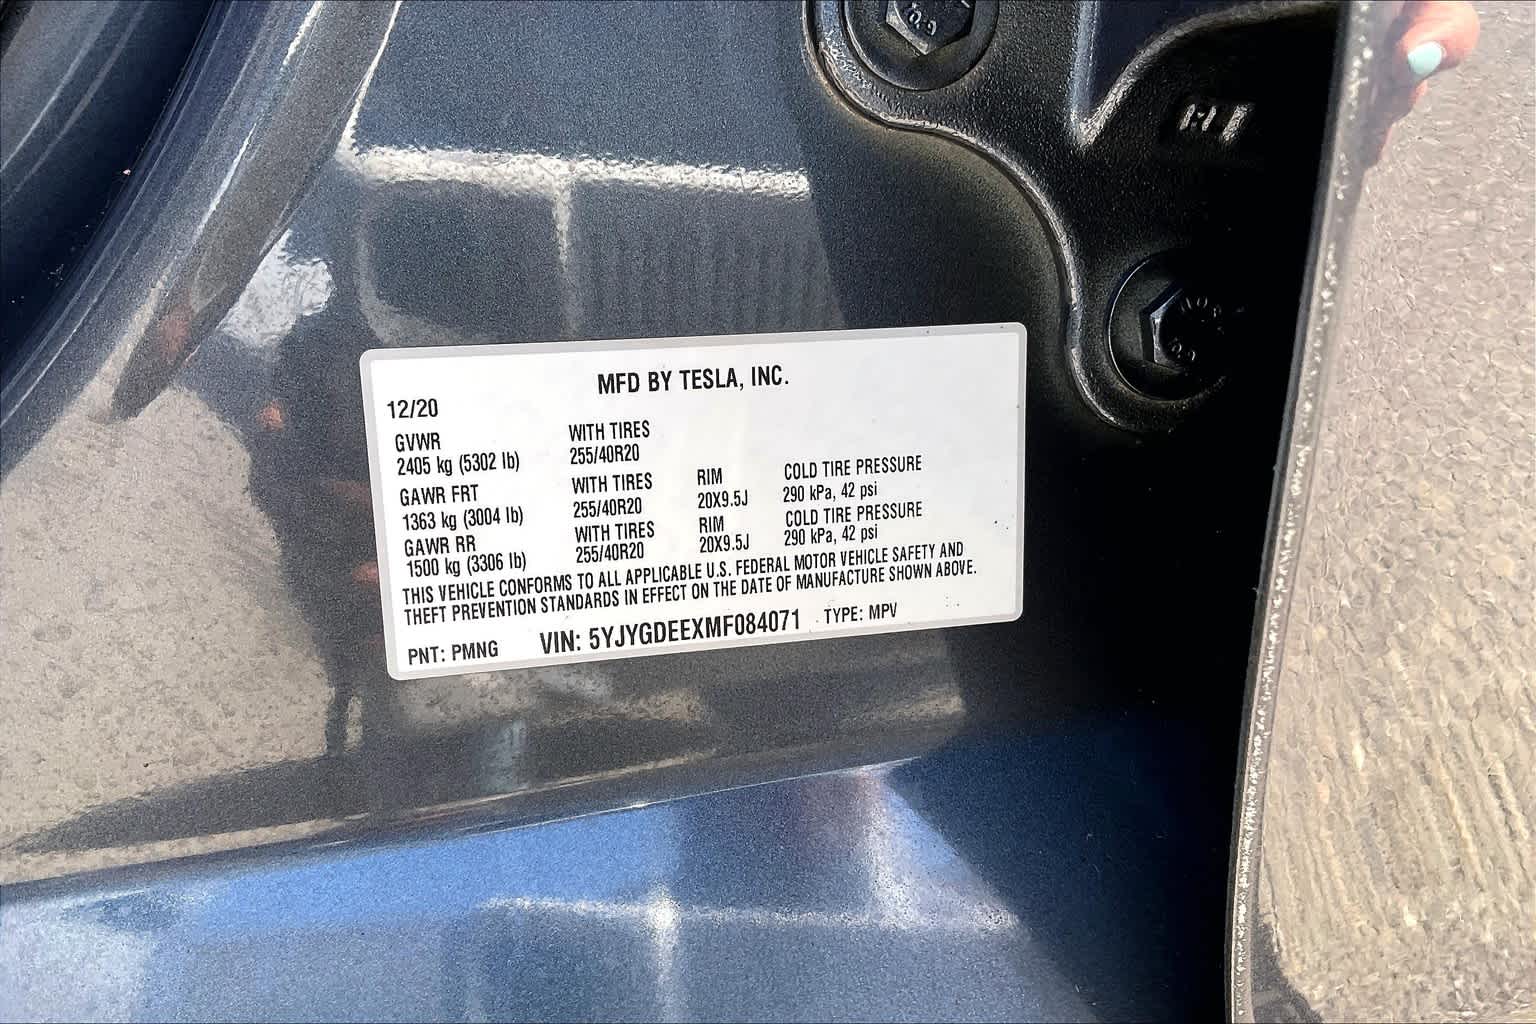 MFD BY TESLA, INC.
12/20
GVWR WITH TIRES
2405 kg (5302 lb) 255/40R20
GAWR FRT WITH TIRES RIM COLD TIRE PRESSURE
1363 kg (3004 lb) 255/40R20 20X9.5J 290 kPa, 42 psi
GAWR RR WITH TIRES RIM COLD TIRE PRESSURE
1500 kg (3306 lb) 255/40R20 20X9.5J 290 kPa, 42 psi
THIS VEHICLE CONFORMS TO ALL APPLICABLE U.S. FEDERAL MOTOR VEHICLE SAFETY AND
THEFT PREVENTION STANDARDS IN EFFECT ON THE DATE OF MANUFACTURE SHOWN ABOVE.
PNT: PMNG VIN: 5YJYGDEEXMF084071 TYPE: MPV